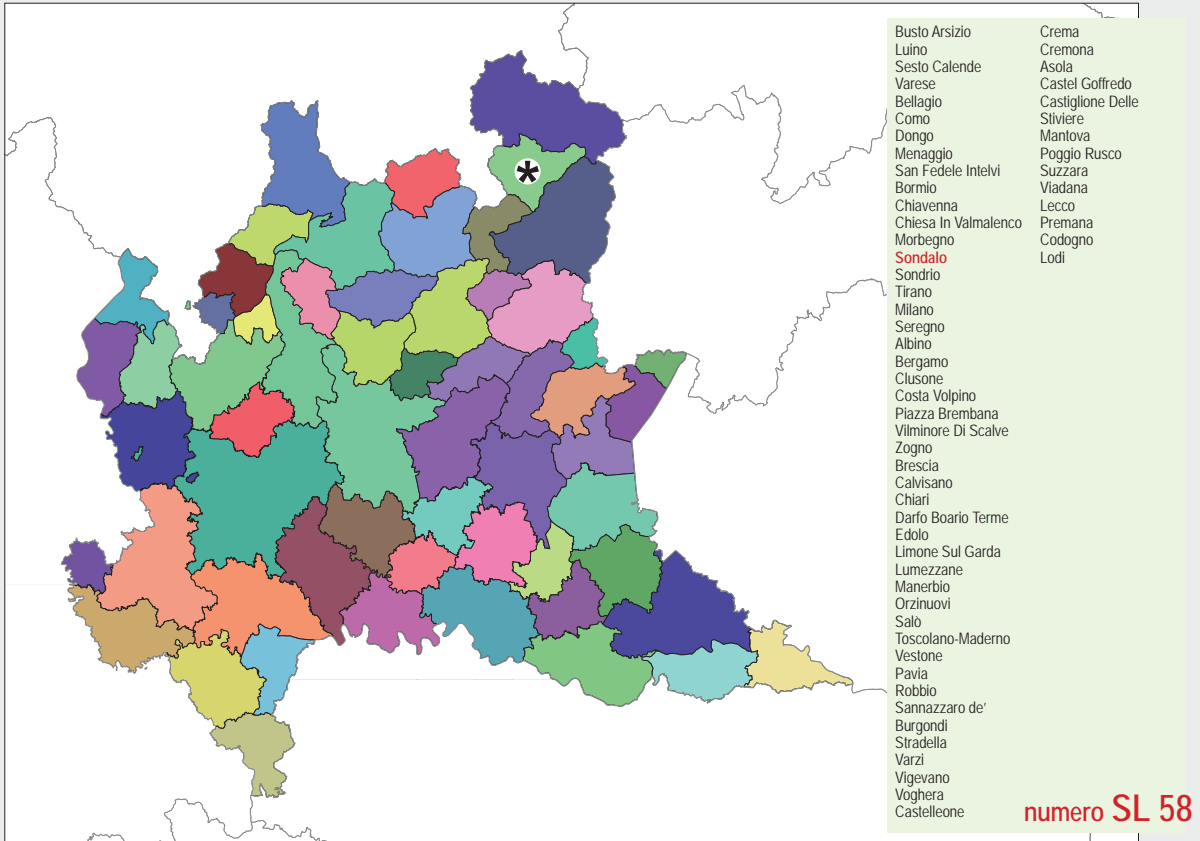 Busto Arsizio
Luino
Sesto Calende
Varese
Bellagio
Como
Dongo
Menaggio
San Fedele Intelvi
Bormio
Chiavenna
Chiesa In Valmalenco
Morbegno
Sondalo
Sondrio
Tirano
Milano
Seregno
Albino
Bergamo
Clusone
Costa Volpino
Piazza Brembana
Vilminore Di Scalve
Zogno
Brescia
Calvisano
Chiari
Darfo Boario Terme
Edolo
Limone Sul Garda
Lumezzane
Manerbio
Orzinuovi
Salò
Toscolano-Maderno
Vestone
Pavia
Robbio
Sannazzaro de'
Burgondi
Stradella
Varzi
Vigevano
Voghera
Castelleone
Crema
Cremona
Asola
Castel Goffredo
Castiglione Delle
Stiviere
Mantova
Poggio Rusco
Suzzara
Viadana
Lecco
Premana
Codogno
Lodi
numero SL 58